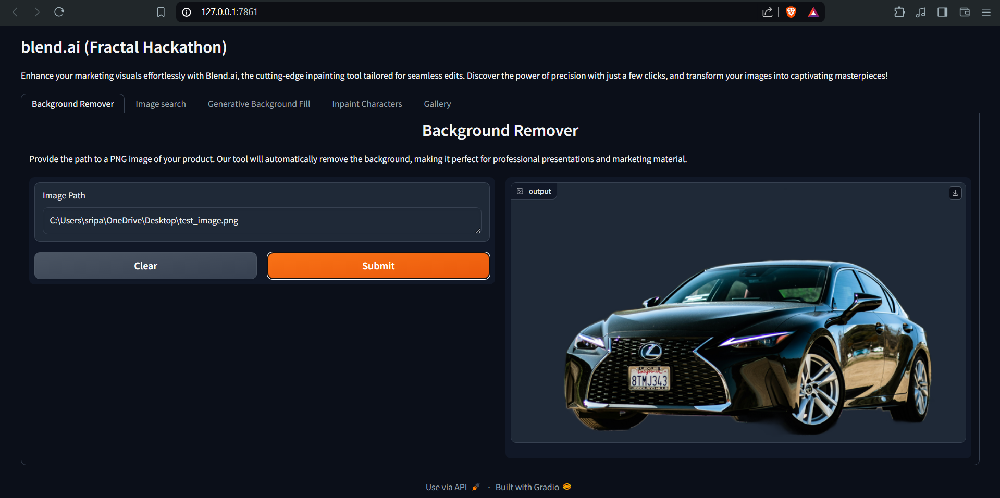 127.0.0.1:7861
blend.ai (Fractal Hackathon)
Enhance your marketing visuals effortlessly with Blend.ai, the cutting-edge inpainting tool tailored for seamless edits. Discover the power of precision with just a few clicks, and transform your images into captivating masterpieces!
Background Remover Image search Generative Background Fill Inpaint Characters Gallery
Background Remover
Provide the path to a PNG image of your product. Our tool will automatically remove the background, making it perfect for professional presentations and marketing material.
Image Path
C:\Users\sripa\OneDrive\Desktop\test_image.png
Clear Submit
output
LEXUS
California
8TMJ343
WOODLAND HILLS
Use via API · Built with Gradio